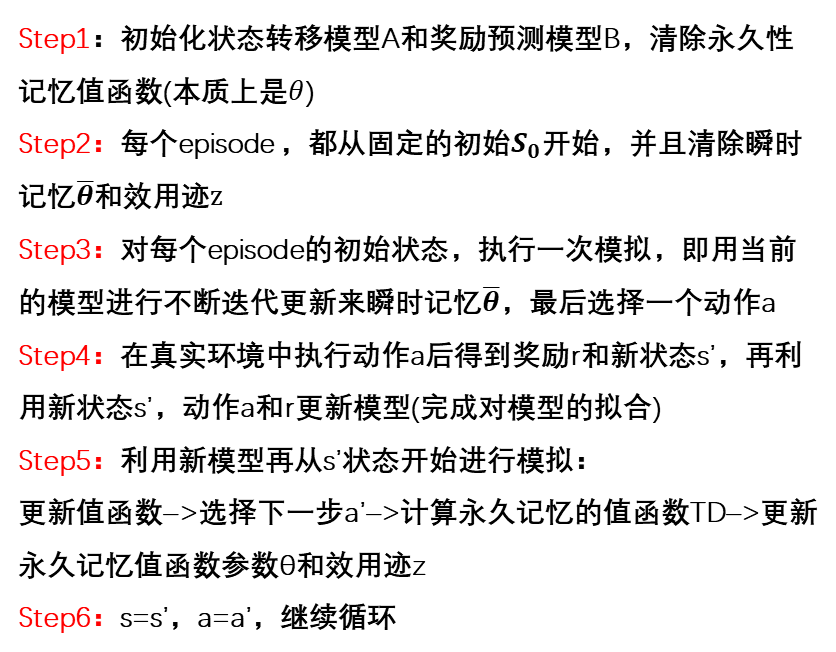 Step1：初始化状态转移模型A和奖励预测模型B，清除永久性
记忆值函数(本质上是θ)
Step2：每个episode，都从固定的初始S₀开始，并且清除瞬时
记忆θ̅和效用迹z
Step3：对每个episode的初始状态，执行一次模拟，即用当前
的模型进行不断迭代更新来瞬时记忆θ̅，最后选择一个动作a
Step4：在真实环境中执行动作a后得到奖励r和新状态s’，再利
用新状态s’，动作a和r更新模型(完成对模型的拟合)
Step5：利用新模型再从s’状态开始进行模拟：
更新值函数–>选择下一步a’–>计算永久记忆的值函数TD–>更新
永久记忆值函数参数θ和效用迹z
Step6：s=s’，a=a’，继续循环